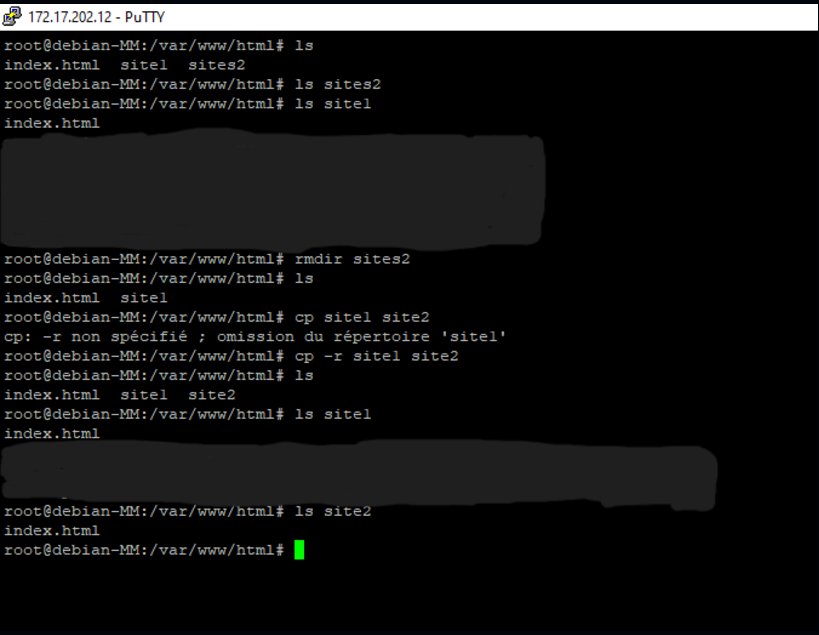 172.17.202.12 - PuTTY
root@debian-MM:/var/www/html# ls
index.html  site1  sites2
root@debian-MM:/var/www/html# ls sites2
root@debian-MM:/var/www/html# ls site1
index.html
root@debian-MM:/var/www/html# rmdir sites2
root@debian-MM:/var/www/html# ls
index.html  site1
root@debian-MM:/var/www/html# cp site1 site2
cp: -r non spécifié ; omission du répertoire 'site1'
root@debian-MM:/var/www/html# cp -r site1 site2
root@debian-MM:/var/www/html# ls
index.html  site1  site2
root@debian-MM:/var/www/html# ls site1
index.html
root@debian-MM:/var/www/html# ls site2
index.html
root@debian-MM:/var/www/html#